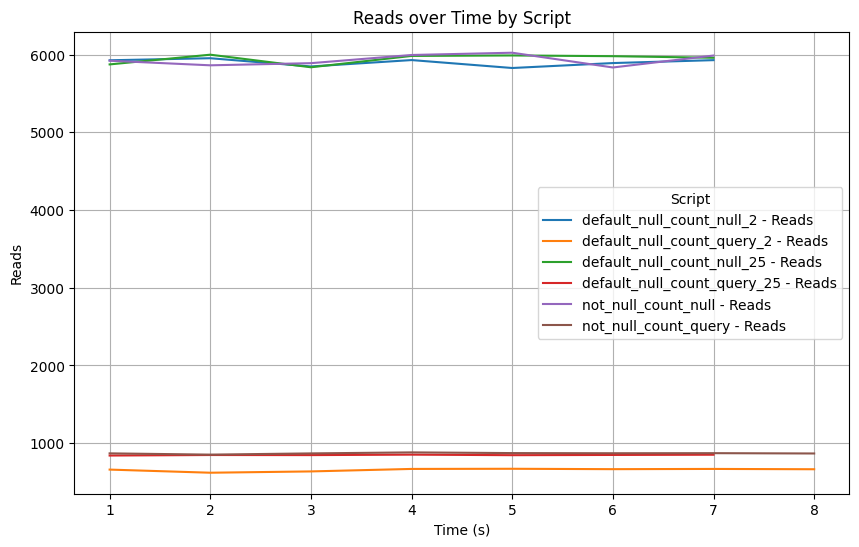 Reads over Time by Script
6000
5000
4000
3000
2000
1000
Reads
Script
default_null_count_null_2 - Reads
default_null_count_query_2 - Reads
default_null_count_null_25 - Reads
default_null_count_query_25 - Reads
not_null_count_null - Reads
not_null_count_query - Reads
1 2 3 4 5 6 7 8
Time (s)